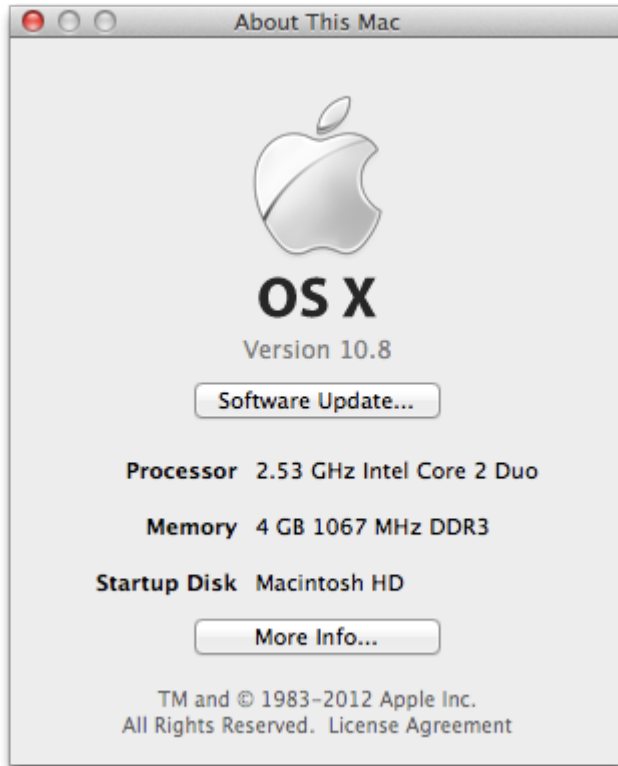 About This Mac
OS X
Version 10.8
Software Update...
Processor 2.53 GHz Intel Core 2 Duo
Memory 4 GB 1067 MHz DDR3
Startup Disk Macintosh HD
More Info...
TM and © 1983–2012 Apple Inc.
All Rights Reserved. License Agreement